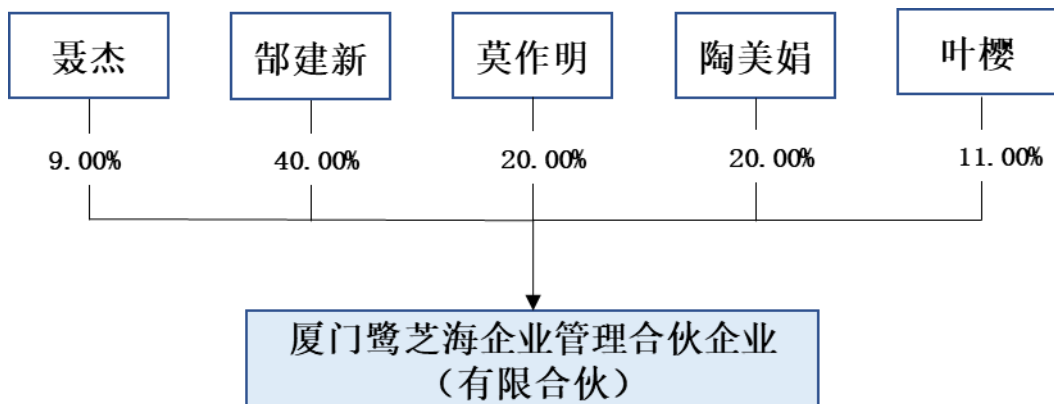 聂杰
郜建新
莫作明
陶美娟
叶樱
9.00%
40.00%
20.00%
20.00%
11.00%
厦门鹭芝海企业管理合伙企业
（有限合伙）